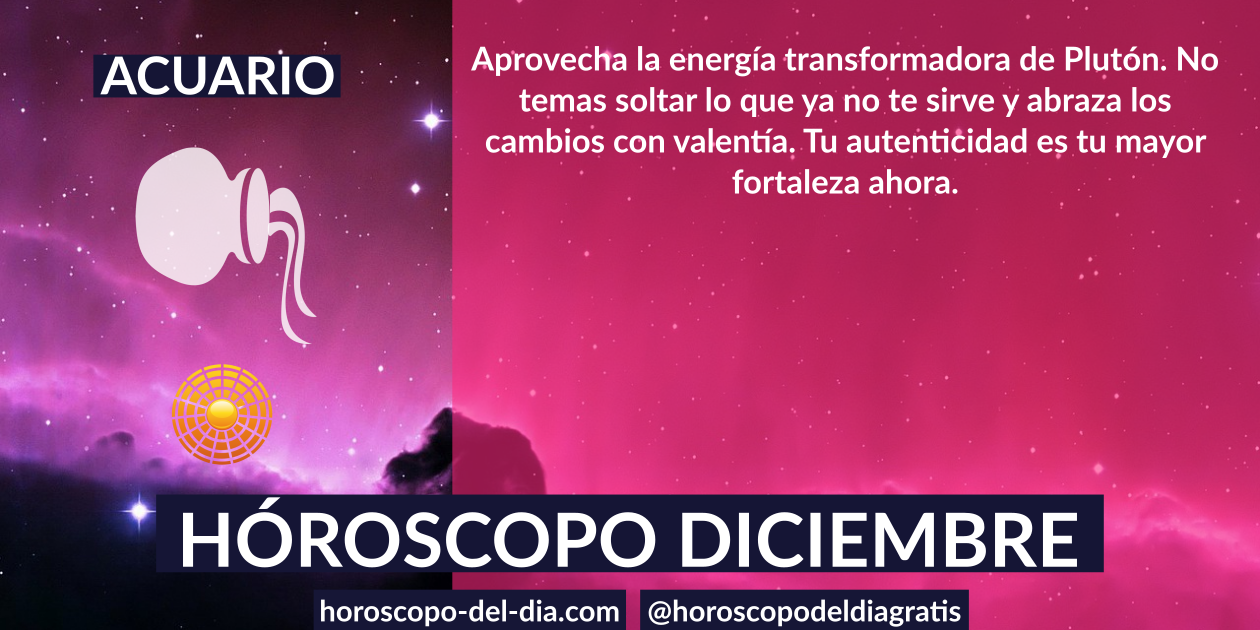 ACUARIO
Aprovecha la energía transformadora de Plutón. No
temas soltar lo que ya no te sirve y abraza los
cambios con valentía. Tu autenticidad es tu mayor
fortaleza ahora.
HÓROSCOPO DICIEMBRE
horoscopo-del-dia.com
@horoscopodeldiagratis